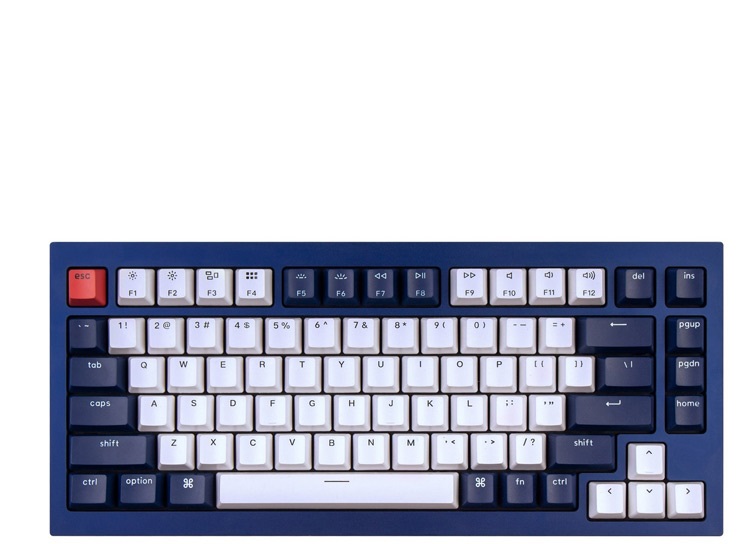 esc F1 F2 F3 F4 F5 F6 F7 F8 F9 F10 F11 F12 del ins
` ~ 1 ! 2 @ 3 # 4 $ 5 % 6 ^ 7 & 8 * 9 ( 0 ) - — = + ← pgup
tab Q W E R T Y U I O P [ { ] } \ | pgdn
caps A S D F G H J K L ; : ' " home
shift Z X C V B N M , < . > / ? shift ^
ctrl option ⌘ ⌘ fn ctrl < ⌄ >